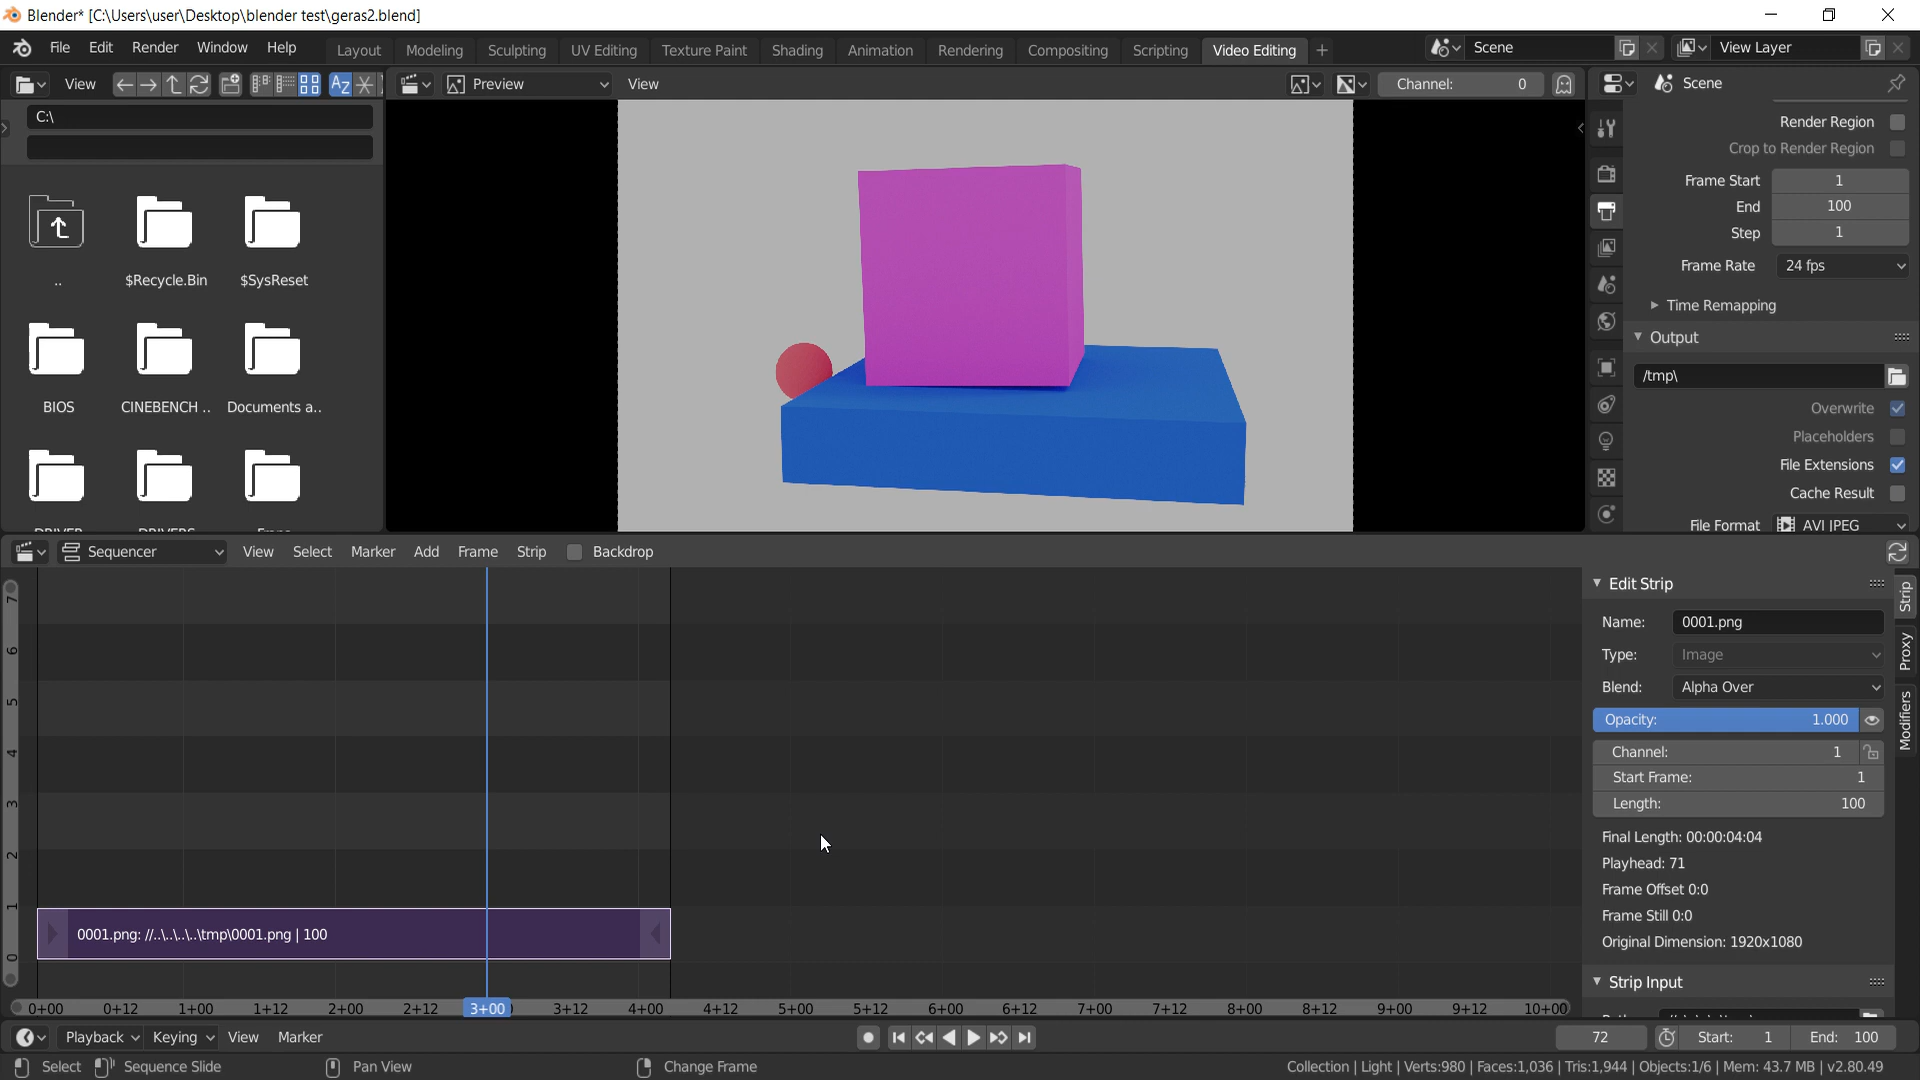 Blender* [C:\Users\user\Desktop\blender test\geras2.blend]
File Edit Render Window Help Layout Modeling Sculpting UV Editing Texture Paint Shading Animation Rendering Compositing Scripting Video Editing + Scene View Layer
View Preview View Channel: 0 Scene
C:\
.. $Recycle.Bin $SysReset
BIOS CINEBENCH .. Documents a..
Render Region
Crop to Render Region
Frame Start 1
End 100
Step 1
Frame Rate 24 fps
Time Remapping
Output
/tmp\
Overwrite
Placeholders
File Extensions
Cache Result
File Format AVI JPEG
Sequencer View Select Marker Add Frame Strip Backdrop
7
6
5
4
3
2
1
0
0001.png: //..\..\..\..\tmp\0001.png | 100
0+00 0+12 1+00 1+12 2+00 2+12 3+00 3+12 4+00 4+12 5+00 5+12 6+00 6+12 7+00 7+12 8+00 8+12 9+00 9+12 10+00
Edit Strip
Name: 0001.png
Type: Image
Blend: Alpha Over
Opacity: 1.000
Channel: 1
Start Frame: 1
Length: 100
Final Length: 00:00:04:04
Playhead: 71
Frame Offset 0:0
Frame Still 0:0
Original Dimension: 1920x1080
Strip Input
Strip
Proxy
Modifiers
Playback Keying View Marker 72 Start: 1 End: 100
Select Sequence Slide Pan View Change Frame Collection | Light | Verts:980 | Faces:1,036 | Tris:1,944 | Objects:1/6 | Mem: 43.7 MB | v2.80.49